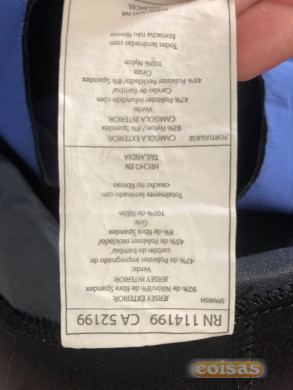 RN 114199 CA 52199
SPANISH
JERSEY EXTERIOR:
92% de Nilón/8% de fibra Spandex
JERSEY INTERIOR:
Verde:
47% de Poliéster impregnado de
carbón de bambú/
45% de Poliéster Reciclado/
8% de fibra Spandex
Gris:
100% de Nilón
Totalmente laminado con
caucho no fibroso
HECHO EN
TAILANDIA
PORTUGUESE
CAMISOLA EXTERIOR:
92% Nylon / 8% Spandex
CAMISOLA INTERIOR:
Verde:
47% Poliéster infundido com
Carvão de bambu/
45% Poliéster Reciclado/ 8% Spandex
Cinza:
100% Nylon
Todas laminadas com
borracha não fibrosa
coisas